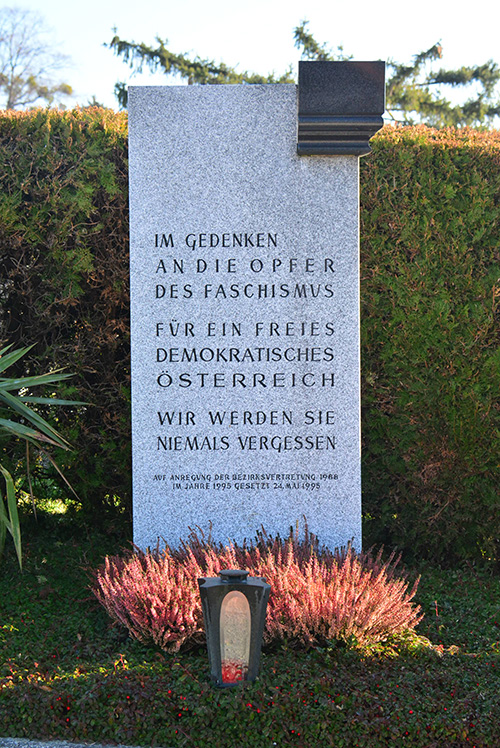 IM GEDENKEN
AN DIE OPFER
DES FASCHISMUS
FÜR EIN FREIES
DEMOKRATISCHES
ÖSTERREICH
WIR WERDEN SIE
NIEMALS VERGESSEN
AUF ANREGUNG DER BEZIRKSVERTRETUNG 1988
IM JAHRE 1995 GESETZT 24. MAI 1995